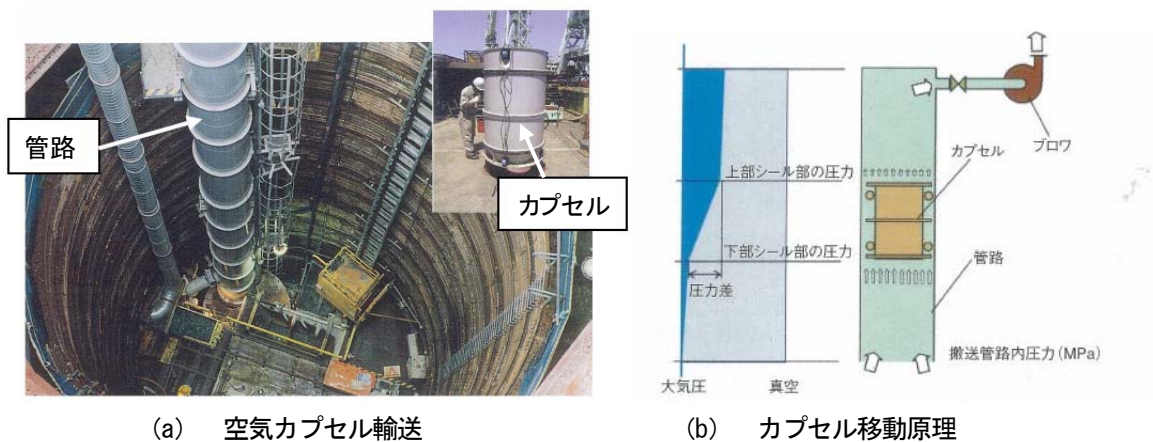 管路
カプセル
ブロワ
カプセル
上部シール部の圧力
下部シール部の圧力
管路
圧力差
搬送管路内圧力(MPa)
大気圧
真空
(a) 空気カプセル輸送
(b) カプセル移動原理